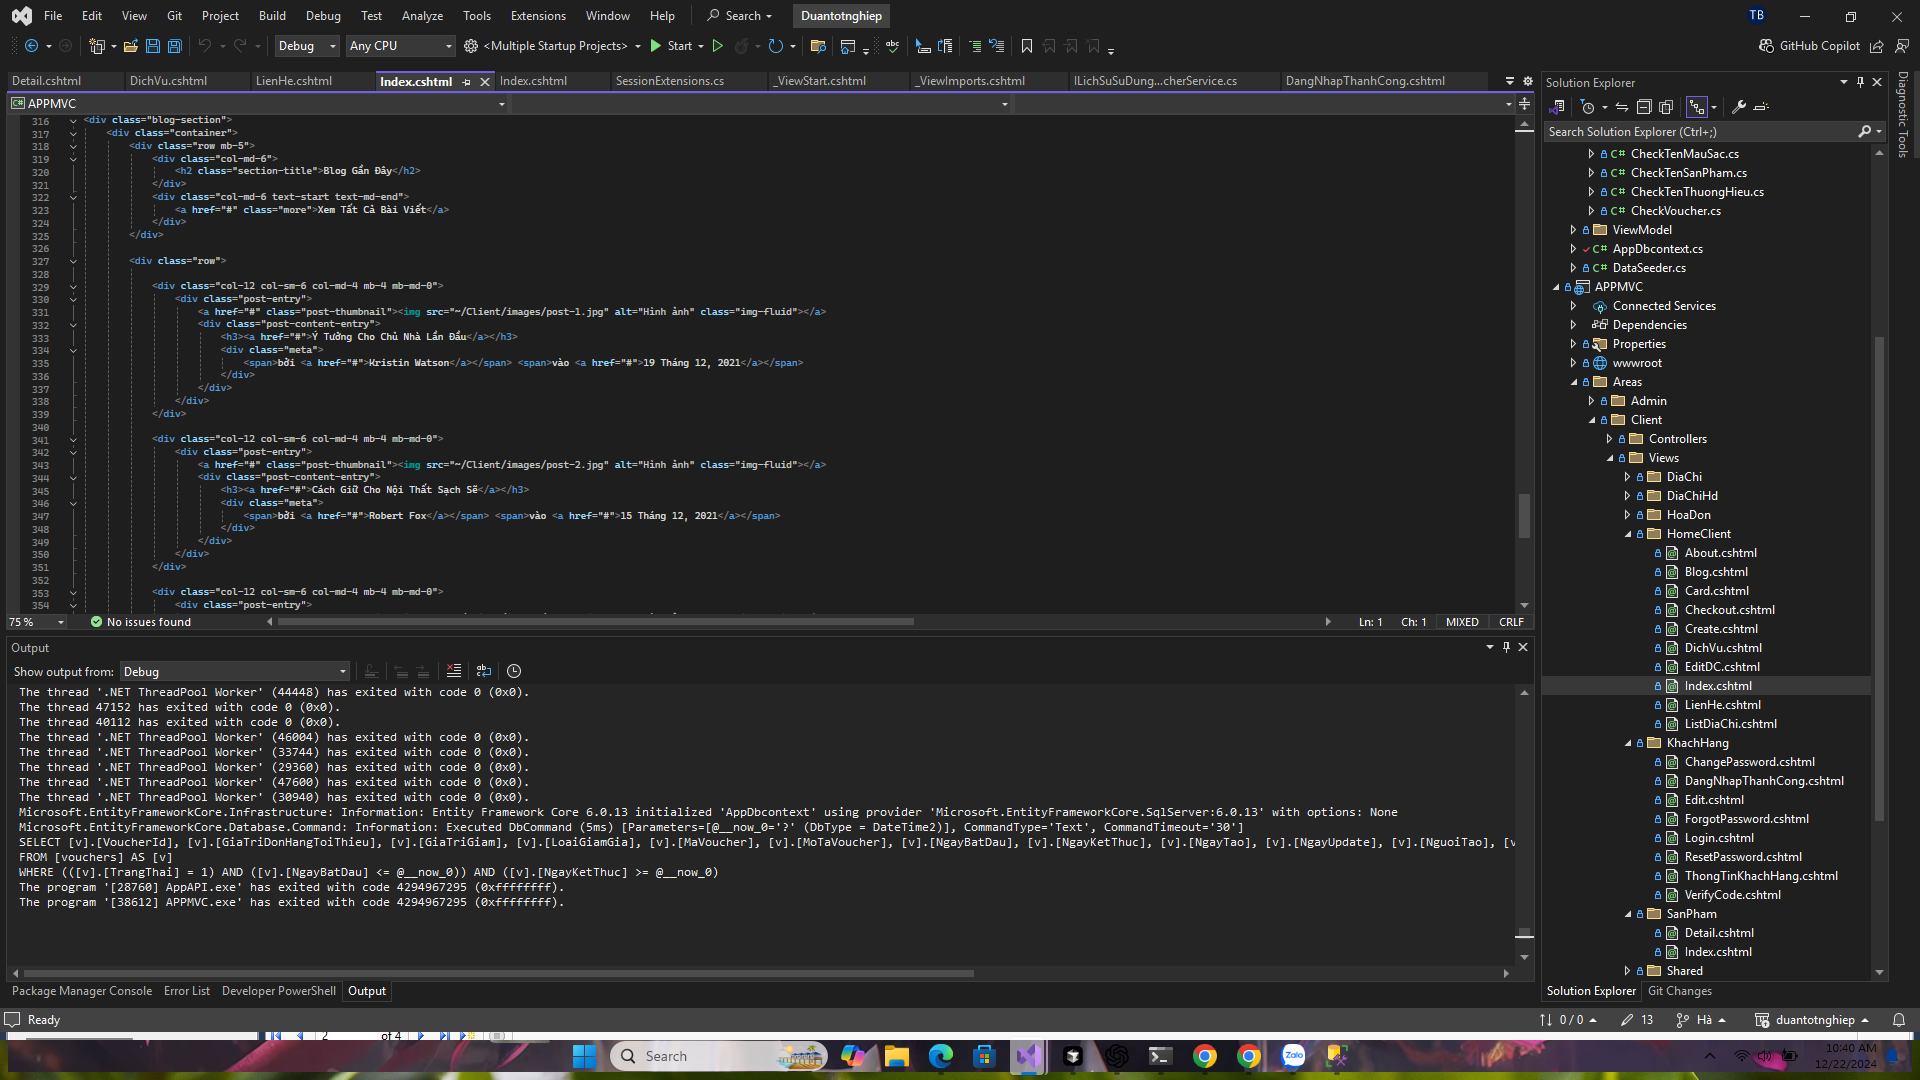 File Edit View Git Project Build Debug Test Analyze Tools Extensions Window Help Search Duantotnghiep TB
Debug Any CPU <Multiple Startup Projects> Start GitHub Copilot
Detail.cshtml DichVu.cshtml LienHe.cshtml Index.cshtml Index.cshtml SessionExtensions.cs _ViewStart.cshtml _ViewImports.cshtml ILichSuSuDung...cherService.cs DangNhapThanhCong.cshtml
APPMVC
316 <div class="blog-section">
317 <div class="container">
318 <div class="row mb-5">
319 <div class="col-md-6">
320 <h2 class="section-title">Blog Gần Đây</h2>
321 </div>
322 <div class="col-md-6 text-start text-md-end">
323 <a href="#" class="more">Xem Tất Cả Bài Viết</a>
324 </div>
325 </div>
326
327 <div class="row">
328
329 <div class="col-12 col-sm-6 col-md-4 mb-4 mb-md-0">
330 <div class="post-entry">
331 <a href="#" class="post-thumbnail"><img src="~/Client/images/post-1.jpg" alt="Hình ảnh" class="img-fluid"></a>
332 <div class="post-content-entry">
333 <h3><a href="#">Ý Tưởng Cho Chủ Nhà Lần Đầu</a></h3>
334 <div class="meta">
335 <span>bởi <a href="#">Kristin Watson</a></span> <span>vào <a href="#">19 Tháng 12, 2021</a></span>
336 </div>
337 </div>
338 </div>
339 </div>
340
341 <div class="col-12 col-sm-6 col-md-4 mb-4 mb-md-0">
342 <div class="post-entry">
343 <a href="#" class="post-thumbnail"><img src="~/Client/images/post-2.jpg" alt="Hình ảnh" class="img-fluid"></a>
344 <div class="post-content-entry">
345 <h3><a href="#">Cách Giữ Cho Nội Thất Sạch Sẽ</a></h3>
346 <div class="meta">
347 <span>bởi <a href="#">Robert Fox</a></span> <span>vào <a href="#">15 Tháng 12, 2021</a></span>
348 </div>
349 </div>
350 </div>
351 </div>
352
353 <div class="col-12 col-sm-6 col-md-4 mb-4 mb-md-0">
354 <div class="post-entry">
75 % No issues found Ln: 1 Ch: 1 MIXED CRLF
Output
Show output from: Debug
The thread '.NET ThreadPool Worker' (44448) has exited with code 0 (0x0).
The thread 47152 has exited with code 0 (0x0).
The thread 40112 has exited with code 0 (0x0).
The thread '.NET ThreadPool Worker' (46004) has exited with code 0 (0x0).
The thread '.NET ThreadPool Worker' (33744) has exited with code 0 (0x0).
The thread '.NET ThreadPool Worker' (29360) has exited with code 0 (0x0).
The thread '.NET ThreadPool Worker' (47600) has exited with code 0 (0x0).
The thread '.NET ThreadPool Worker' (30940) has exited with code 0 (0x0).
Microsoft.EntityFrameworkCore.Infrastructure: Information: Entity Framework Core 6.0.13 initialized 'AppDbcontext' using provider 'Microsoft.EntityFrameworkCore.SqlServer:6.0.13' with options: None
Microsoft.EntityFrameworkCore.Database.Command: Information: Executed DbCommand (5ms) [Parameters=[@__now_0='?' (DbType = DateTime2)], CommandType='Text', CommandTimeout='30']
SELECT [v].[VoucherId], [v].[GiaTriDonHangToiThieu], [v].[GiaTriGiam], [v].[LoaiGiamGia], [v].[MaVoucher], [v].[MoTaVoucher], [v].[NgayBatDau], [v].[NgayKetThuc], [v].[NgayTao], [v].[NgayUpdate], [v].[NguoiTao], [v
FROM [vouchers] AS [v]
WHERE (([v].[TrangThai] = 1) AND ([v].[NgayBatDau] <= @__now_0)) AND ([v].[NgayKetThuc] >= @__now_0)
The program '[28760] AppAPI.exe' has exited with code 4294967295 (0xffffffff).
The program '[38612] APPMVC.exe' has exited with code 4294967295 (0xffffffff).
Package Manager Console Error List Developer PowerShell Output
Solution Explorer
Search Solution Explorer (Ctrl+;)
C# CheckTenMauSac.cs
C# CheckTenSanPham.cs
C# CheckTenThuongHieu.cs
C# CheckVoucher.cs
ViewModel
C# AppDbcontext.cs
C# DataSeeder.cs
APPMVC
Connected Services
Dependencies
Properties
wwwroot
Areas
Admin
Client
Controllers
Views
DiaChi
DiaChiHd
HoaDon
HomeClient
About.cshtml
Blog.cshtml
Card.cshtml
Checkout.cshtml
Create.cshtml
DichVu.cshtml
EditDC.cshtml
Index.cshtml
LienHe.cshtml
ListDiaChi.cshtml
KhachHang
ChangePassword.cshtml
DangNhapThanhCong.cshtml
Edit.cshtml
ForgotPassword.cshtml
Login.cshtml
ResetPassword.cshtml
ThongTinKhachHang.cshtml
VerifyCode.cshtml
SanPham
Detail.cshtml
Index.cshtml
Shared
Solution Explorer Git Changes
Diagnostic Tools
Ready 0 / 0 13 Hà duantotnghiep
2 of 4
Search Zalo 10:40 AM
12/22/2024